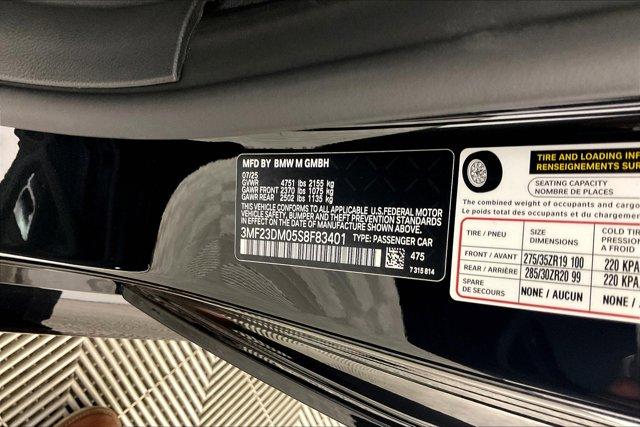 MFD BY BMW M GMBH
07/25
GVWR 4751 lbs 2155 kg
GAWR FRONT 2370 lbs 1075 kg
GAWR REAR 2502 lbs 1135 kg
THIS VEHICLE CONFORMS TO ALL APPLICABLE U.S.FEDERAL MOTOR
VEHICLE SAFETY, BUMPER, AND THEFT PREVENTION STANDARDS
IN EFFECT ON THE DATE OF MANUFACTURE SHOWN ABOVE.
3MF23DM05S8F83401 TYPE: PASSENGER CAR
475
7 315 814
TIRE AND LOADING INF
RENSEIGNEMENTS SUR
SEATING CAPACITY
NOMBRE DE PLACES
The combined weight of occupants and cargo
Le poids total des occupants et du chargeme
TIRE / PNEU
SIZE
DIMENSIONS
COLD TI
PRESSION
A FROID
FRONT / AVANT 275/35ZR19 100 220 KPA
REAR / ARRIÈRE 285/30ZR20 99 220 KPA
SPARE
DE SECOURS
NONE / AUCUN
NONE /